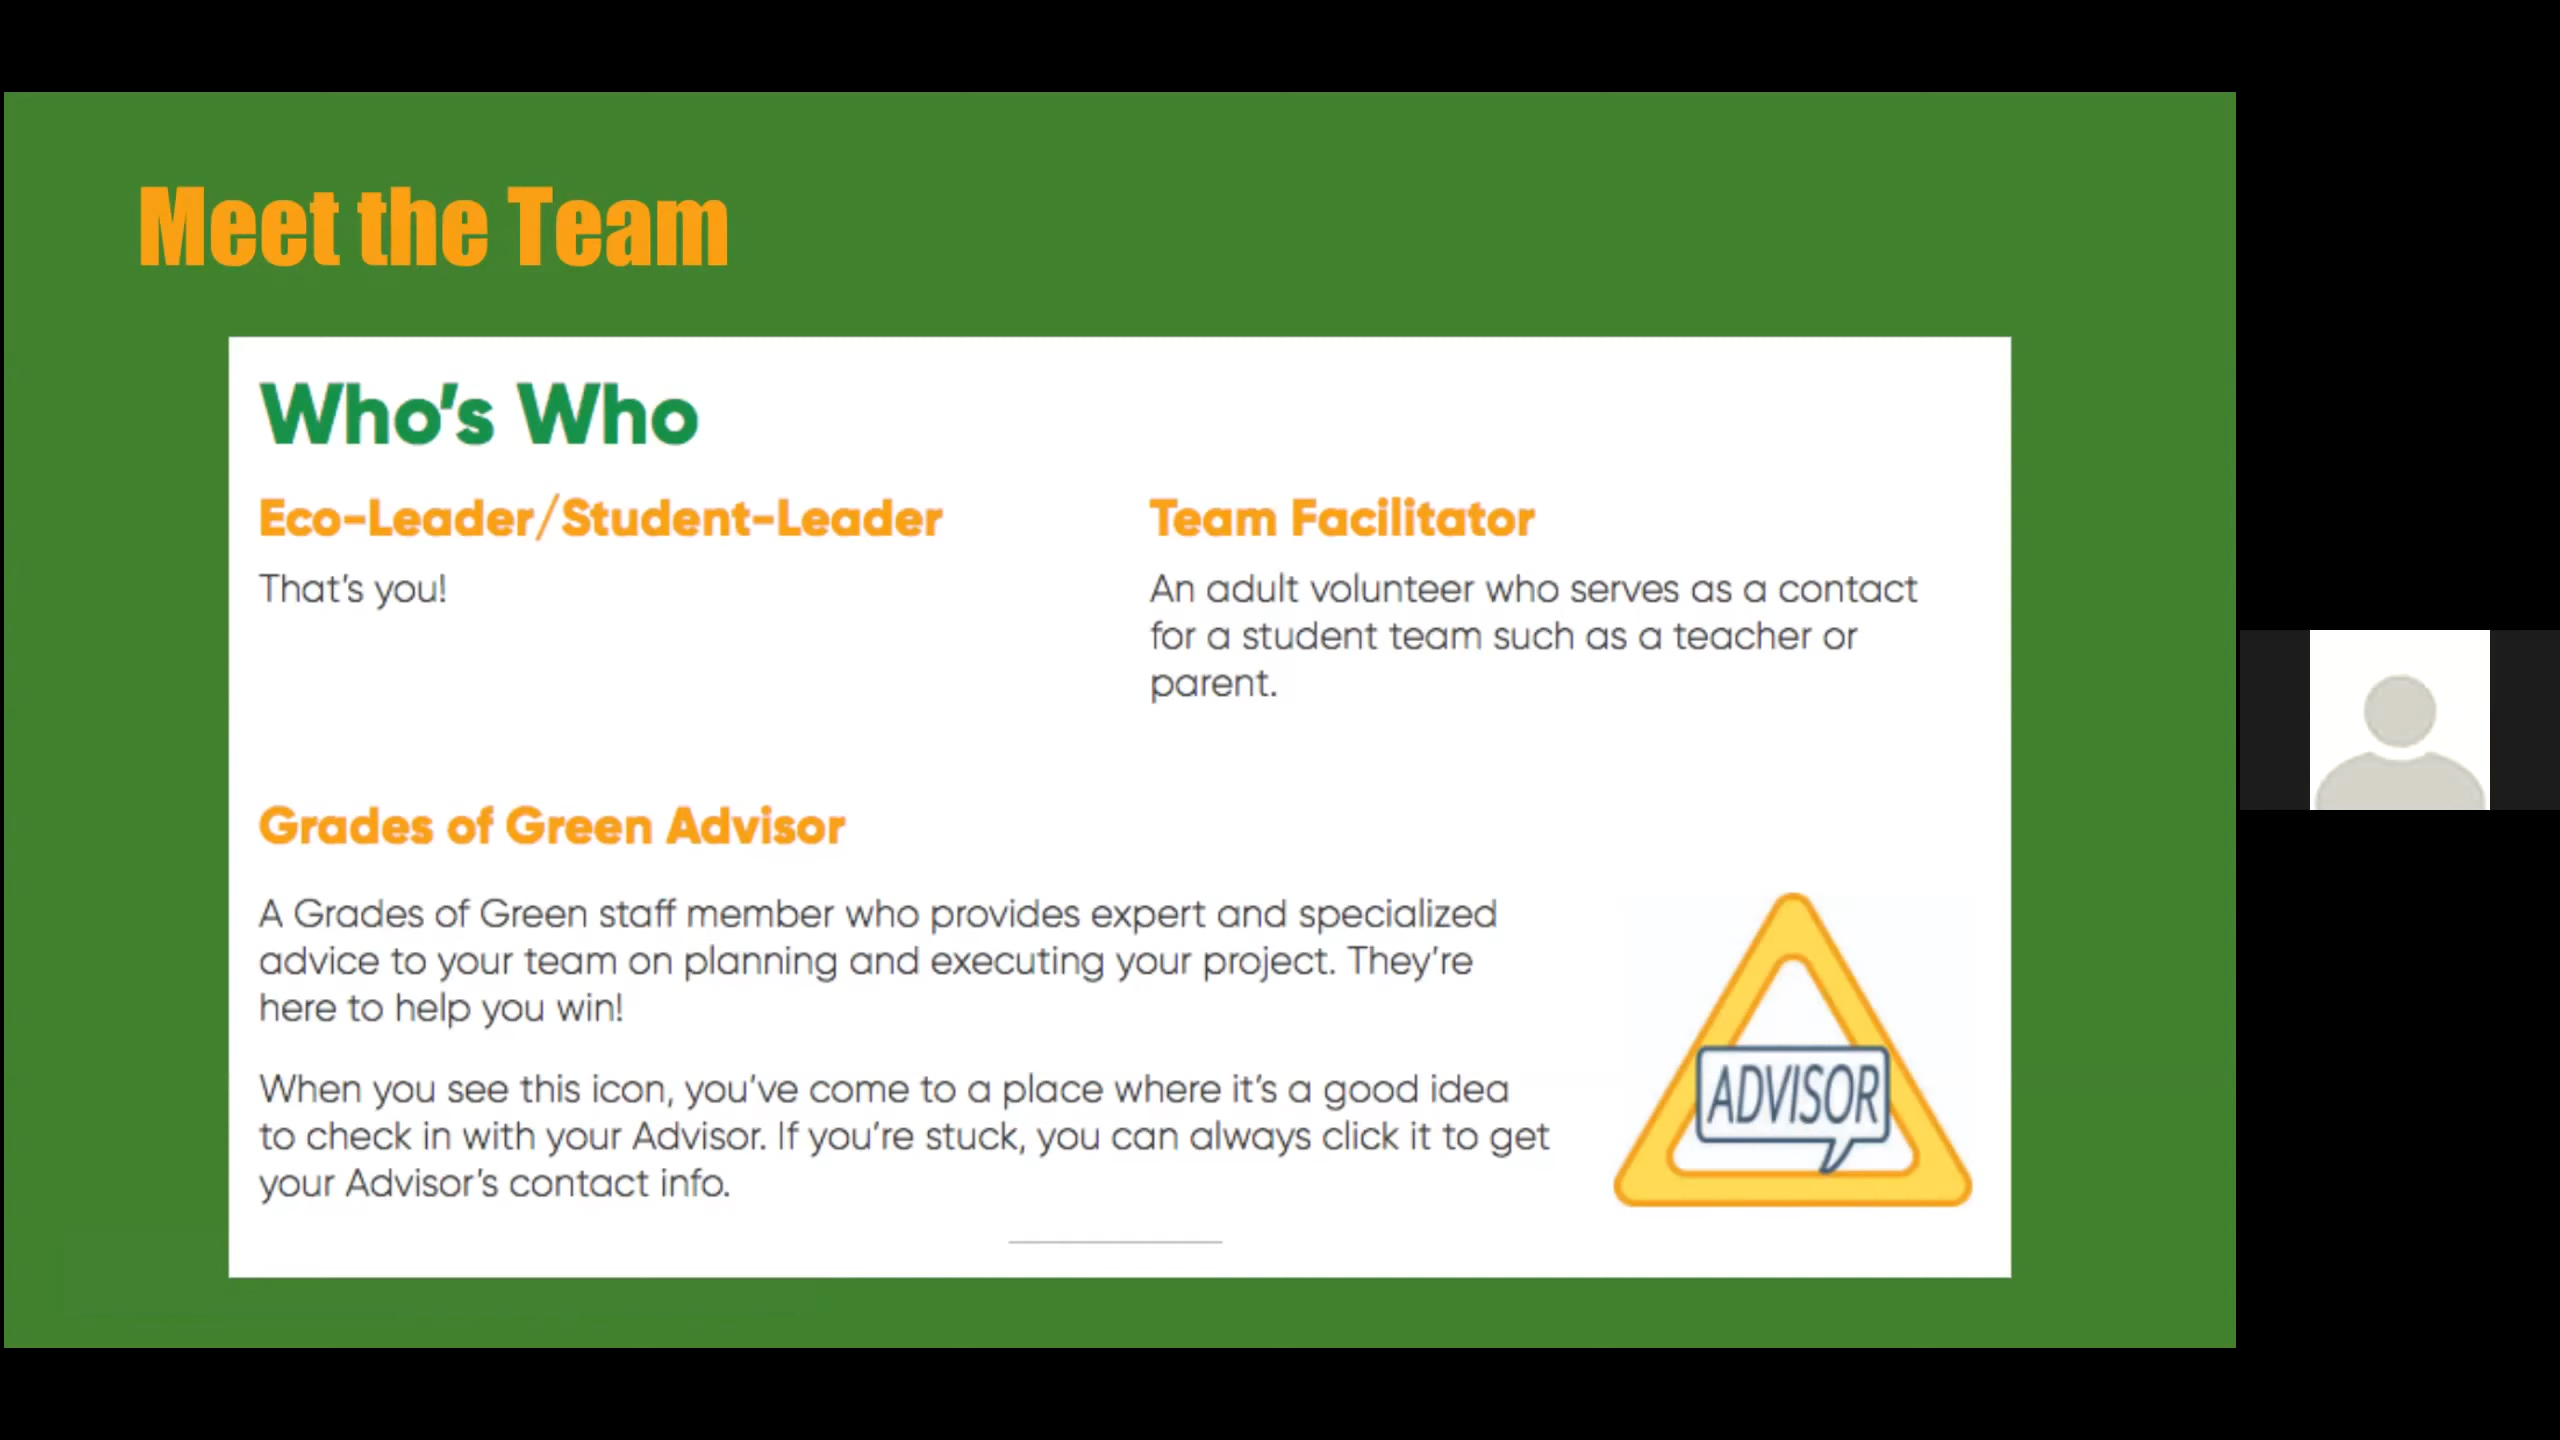 Meet the Team
Who's Who
Eco-Leader/Student-Leader
That's you!
Team Facilitator
An adult volunteer who serves as a contact
for a student team such as a teacher or
parent.
Grades of Green Advisor
A Grades of Green staff member who provides expert and specialized
advice to your team on planning and executing your project. They're
here to help you win!
When you see this icon, you've come to a place where it's a good idea
to check in with your Advisor. If you're stuck, you can always click it to get
your Advisor's contact info.
ADVISOR